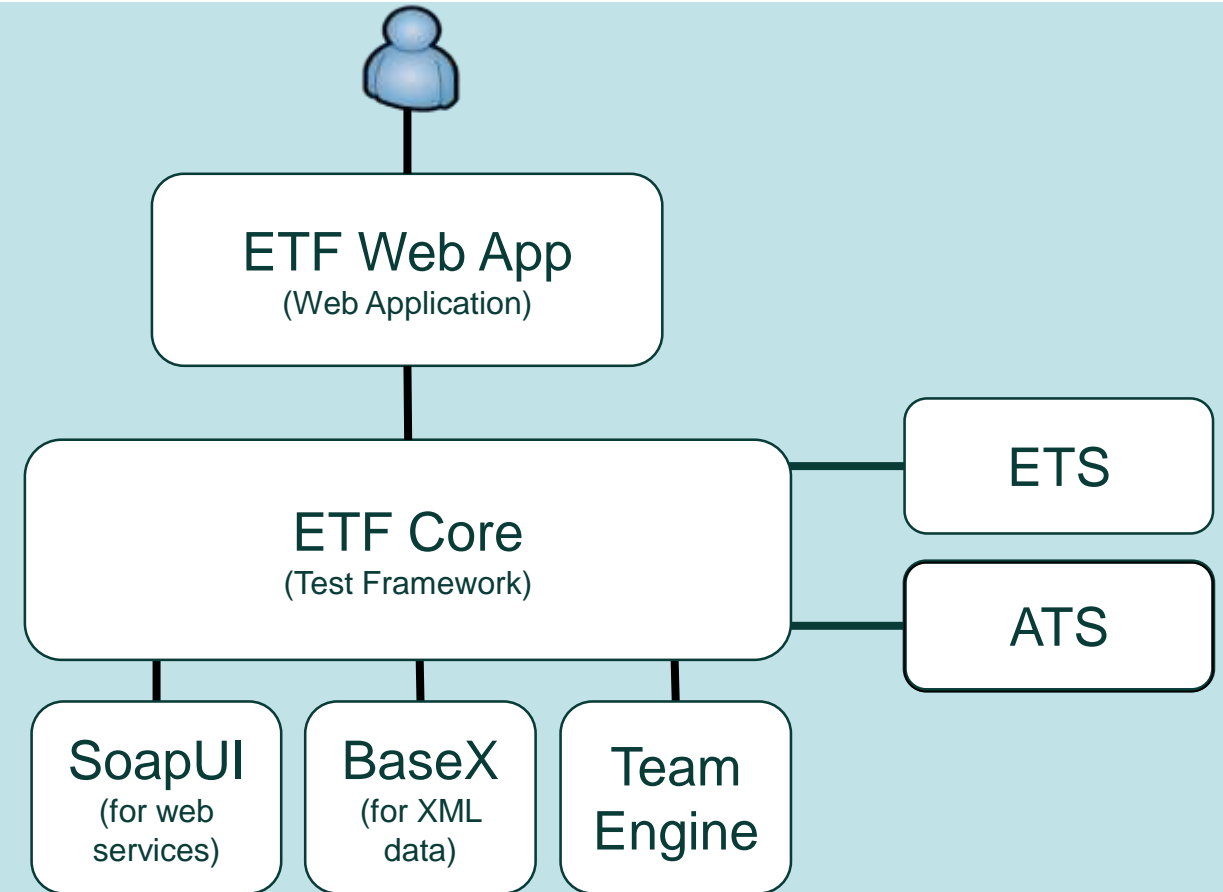 ETF Web App
(Web Application)
ETF Core
(Test Framework)
ETS
ATS
SoapUI
(for web
services)
BaseX
(for XML
data)
Team
Engine